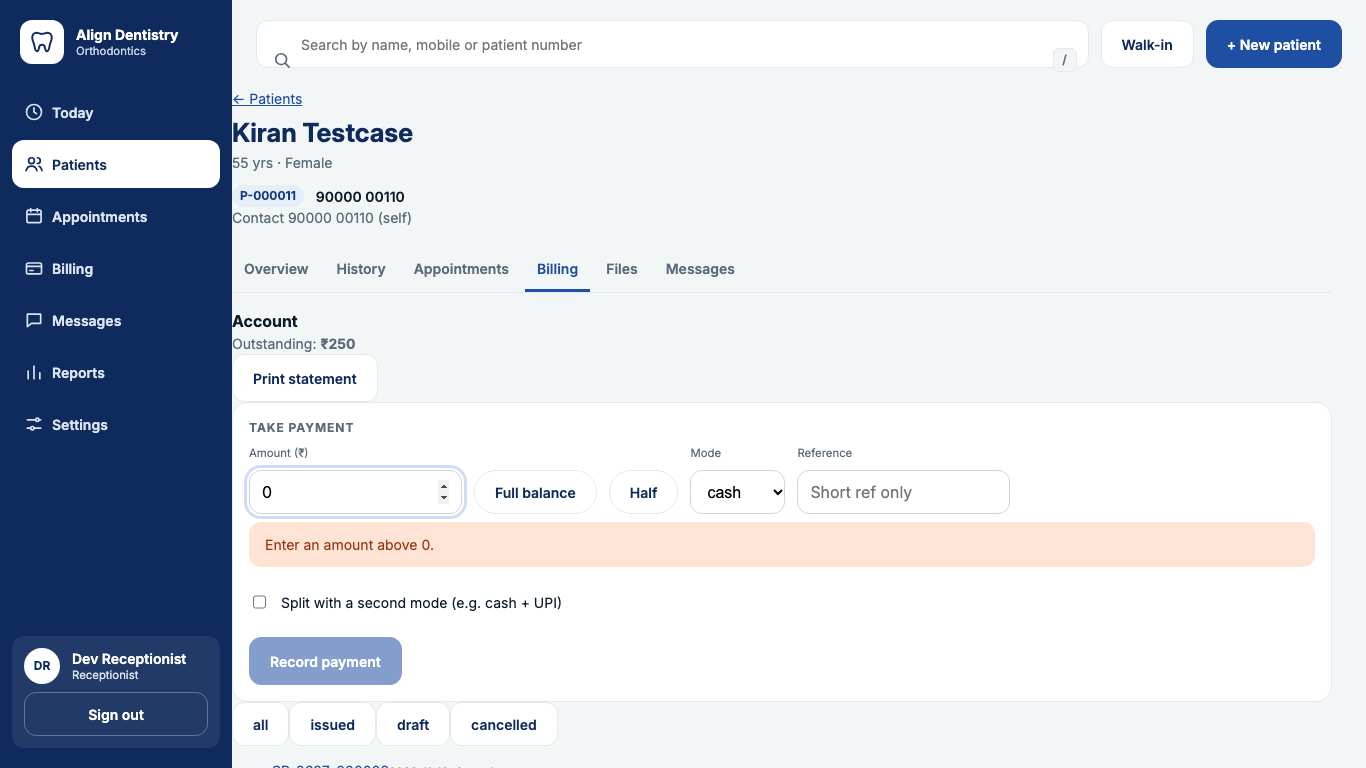 Align Dentistry
Orthodontics
Search by name, mobile or patient number
/
Walk-in
+ New patient
Today
Patients
Appointments
Billing
Messages
Reports
Settings
← Patients
Kiran Testcase
55 yrs · Female
P-000011 90000 00110
Contact 90000 00110 (self)
Overview History Appointments Billing Files Messages
Account
Outstanding: ₹250
Print statement
TAKE PAYMENT
Amount (₹) Mode Reference
0 Full balance Half cash Short ref only
Enter an amount above 0.
Split with a second mode (e.g. cash + UPI)
Record payment
all issued draft cancelled
DR
Dev Receptionist
Receptionist
Sign out